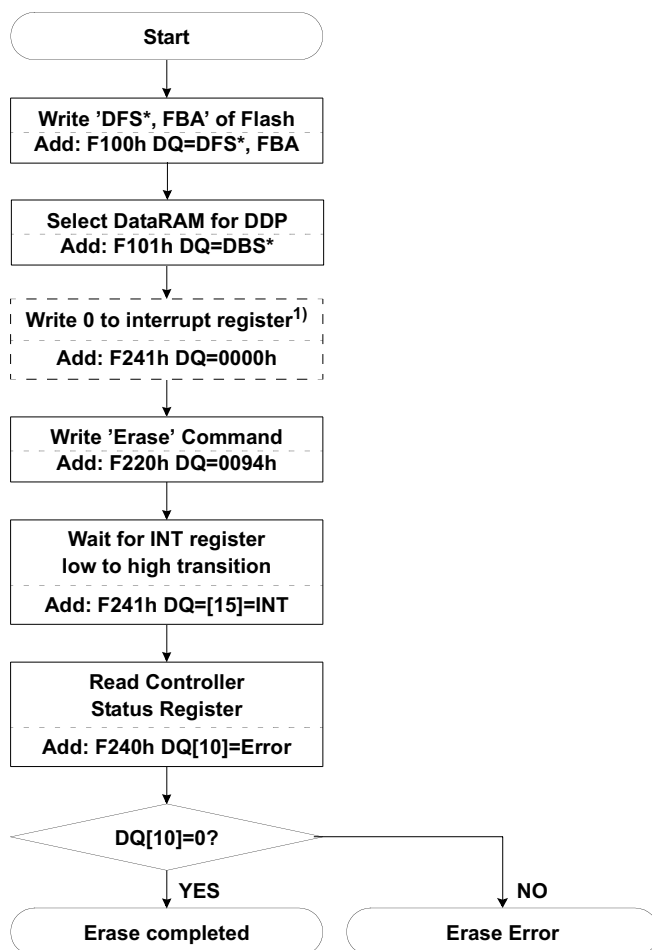 Start
Write ’DFS*, FBA’ of Flash
Add: F100h DQ=DFS*, FBA
Select DataRAM for DDP
Add: F101h DQ=DBS*
Write 0 to interrupt register1)
Add: F241h DQ=0000h
Write ’Erase’ Command
Add: F220h DQ=0094h
Wait for INT register
low to high transition
Add: F241h DQ=[15]=INT
Read Controller
Status Register
Add: F240h DQ[10]=Error
DQ[10]=0?
YES
NO
Erase completed
Erase Error